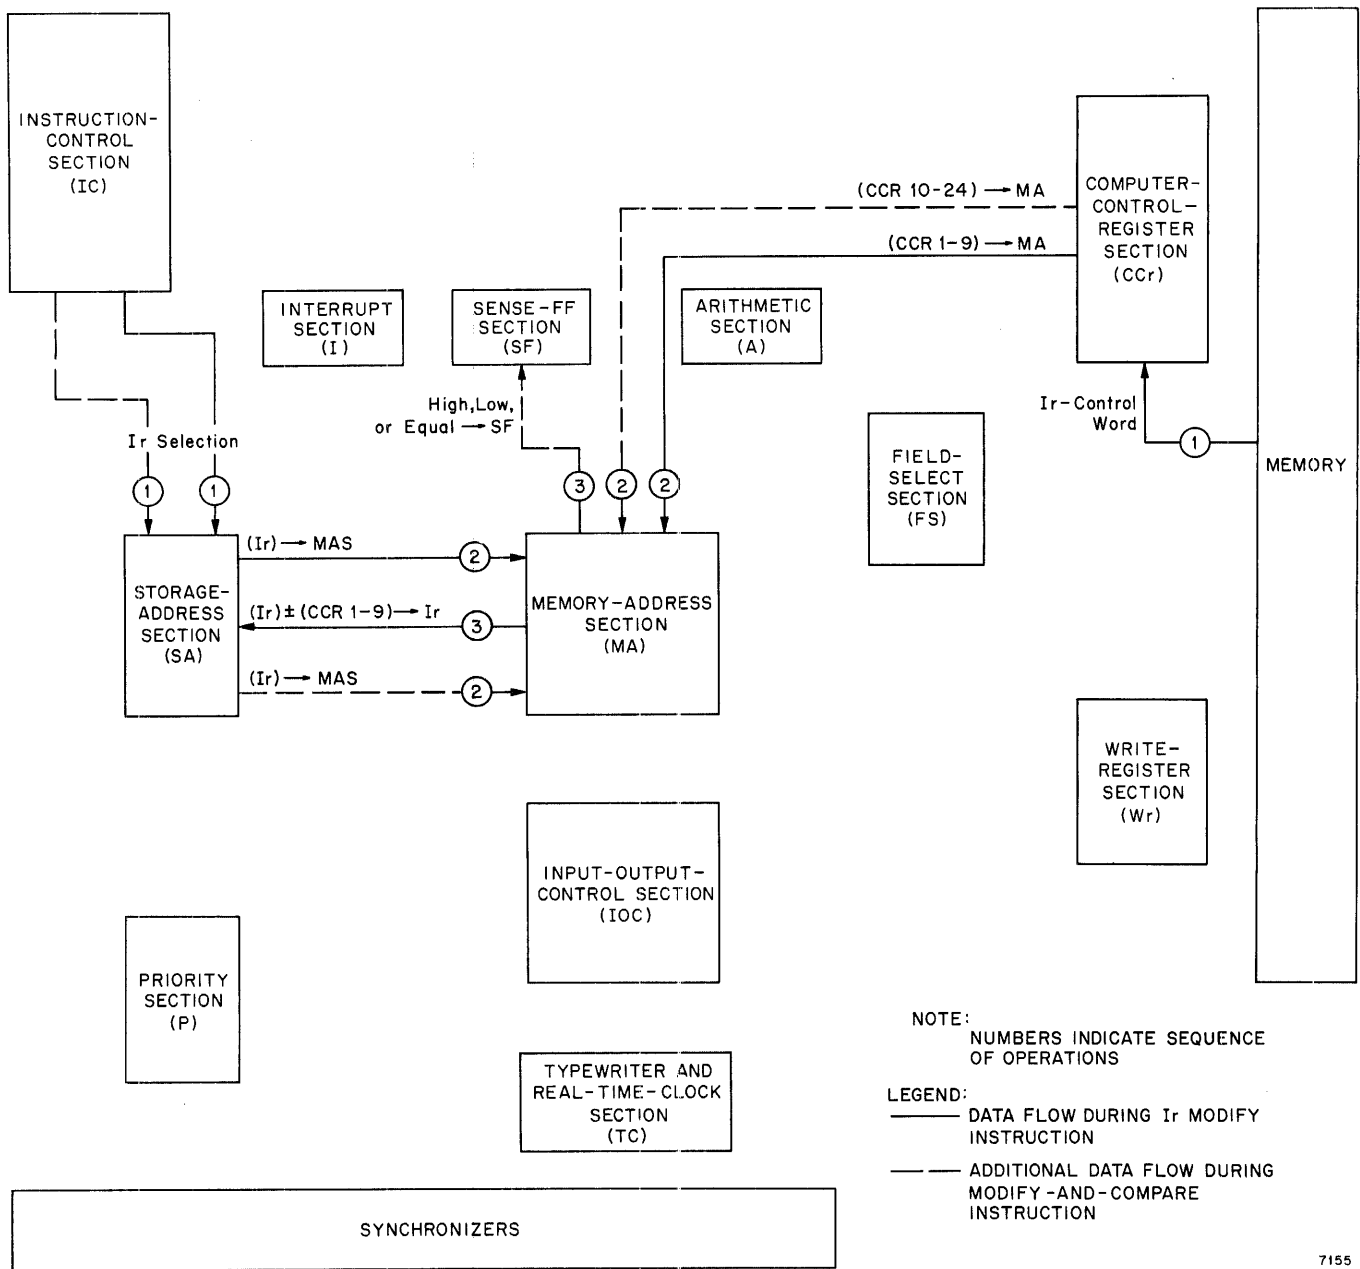 INSTRUCTION-
CONTROL
SECTION
(IC)
COMPUTER-
CONTROL-
REGISTER
SECTION
(CCr)
(CCR 10-24) → MA
(CCR 1-9) → MA
INTERRUPT
SECTION
(I)
SENSE-FF
SECTION
(SF)
ARITHMETIC
SECTION
(A)
High, Low,
or Equal → SF
Ir-Control
Word
1
MEMORY
FIELD-
SELECT
SECTION
(FS)
Ir Selection
1
1
3
2
2
(Ir) → MAS
2
STORAGE-
ADDRESS
SECTION
(SA)
(Ir) ± (CCR 1-9) → Ir
3
(Ir) → MAS
2
MEMORY-ADDRESS
SECTION
(MA)
WRITE-
REGISTER
SECTION
(Wr)
INPUT-OUTPUT-
CONTROL SECTION
(IOC)
PRIORITY
SECTION
(P)
TYPEWRITER AND
REAL-TIME-CLOCK
SECTION
(TC)
NOTE:
NUMBERS INDICATE SEQUENCE
OF OPERATIONS
LEGEND:
DATA FLOW DURING Ir MODIFY
INSTRUCTION
ADDITIONAL DATA FLOW DURING
MODIFY-AND-COMPARE
INSTRUCTION
SYNCHRONIZERS
7155